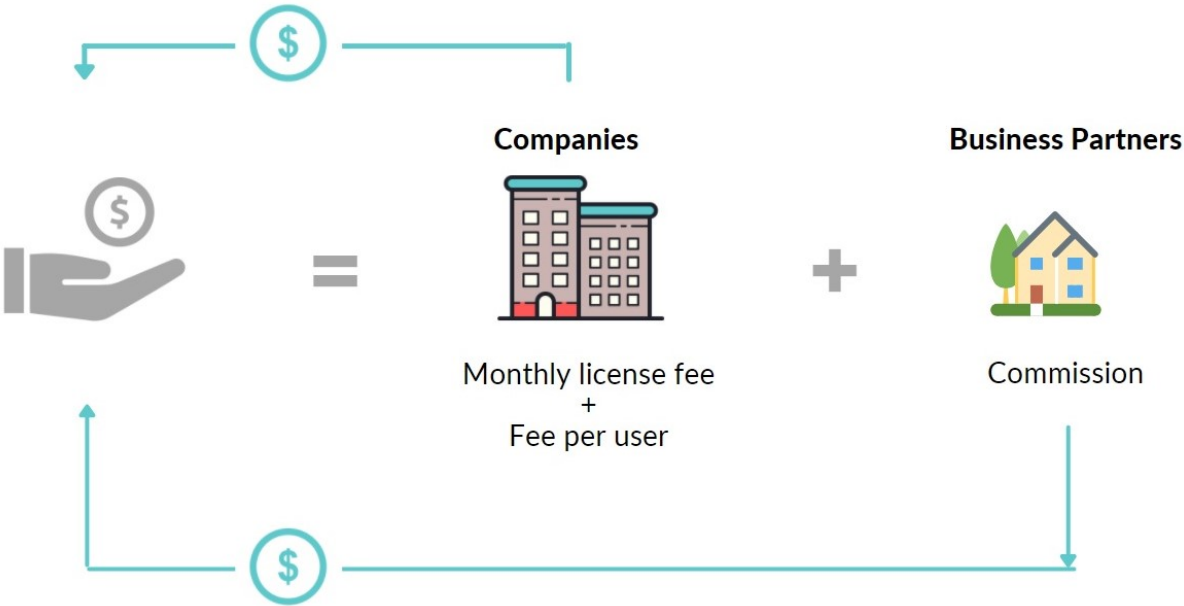 $
Companies
Business Partners
$
=
+
Monthly license fee
+
Fee per user
Commission
$